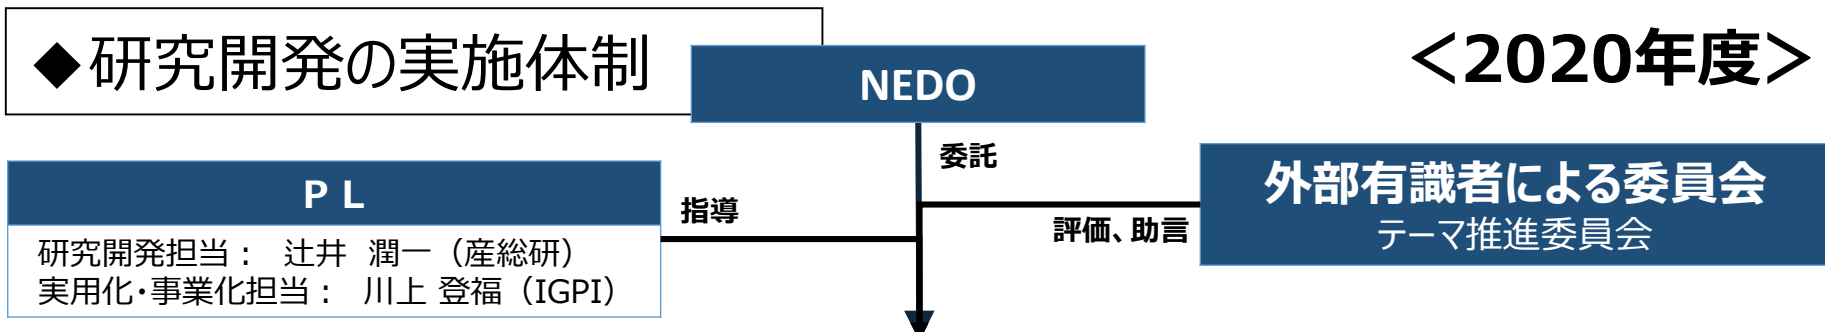 ◆研究開発の実施体制
＜2020年度＞
NEDO
委託
外部有識者による委員会
テーマ推進委員会
ＰＬ
指導
評価、助言
研究開発担当： 辻井 潤一（産総研）
実用化・事業化担当： 川上 登福（IGPI）